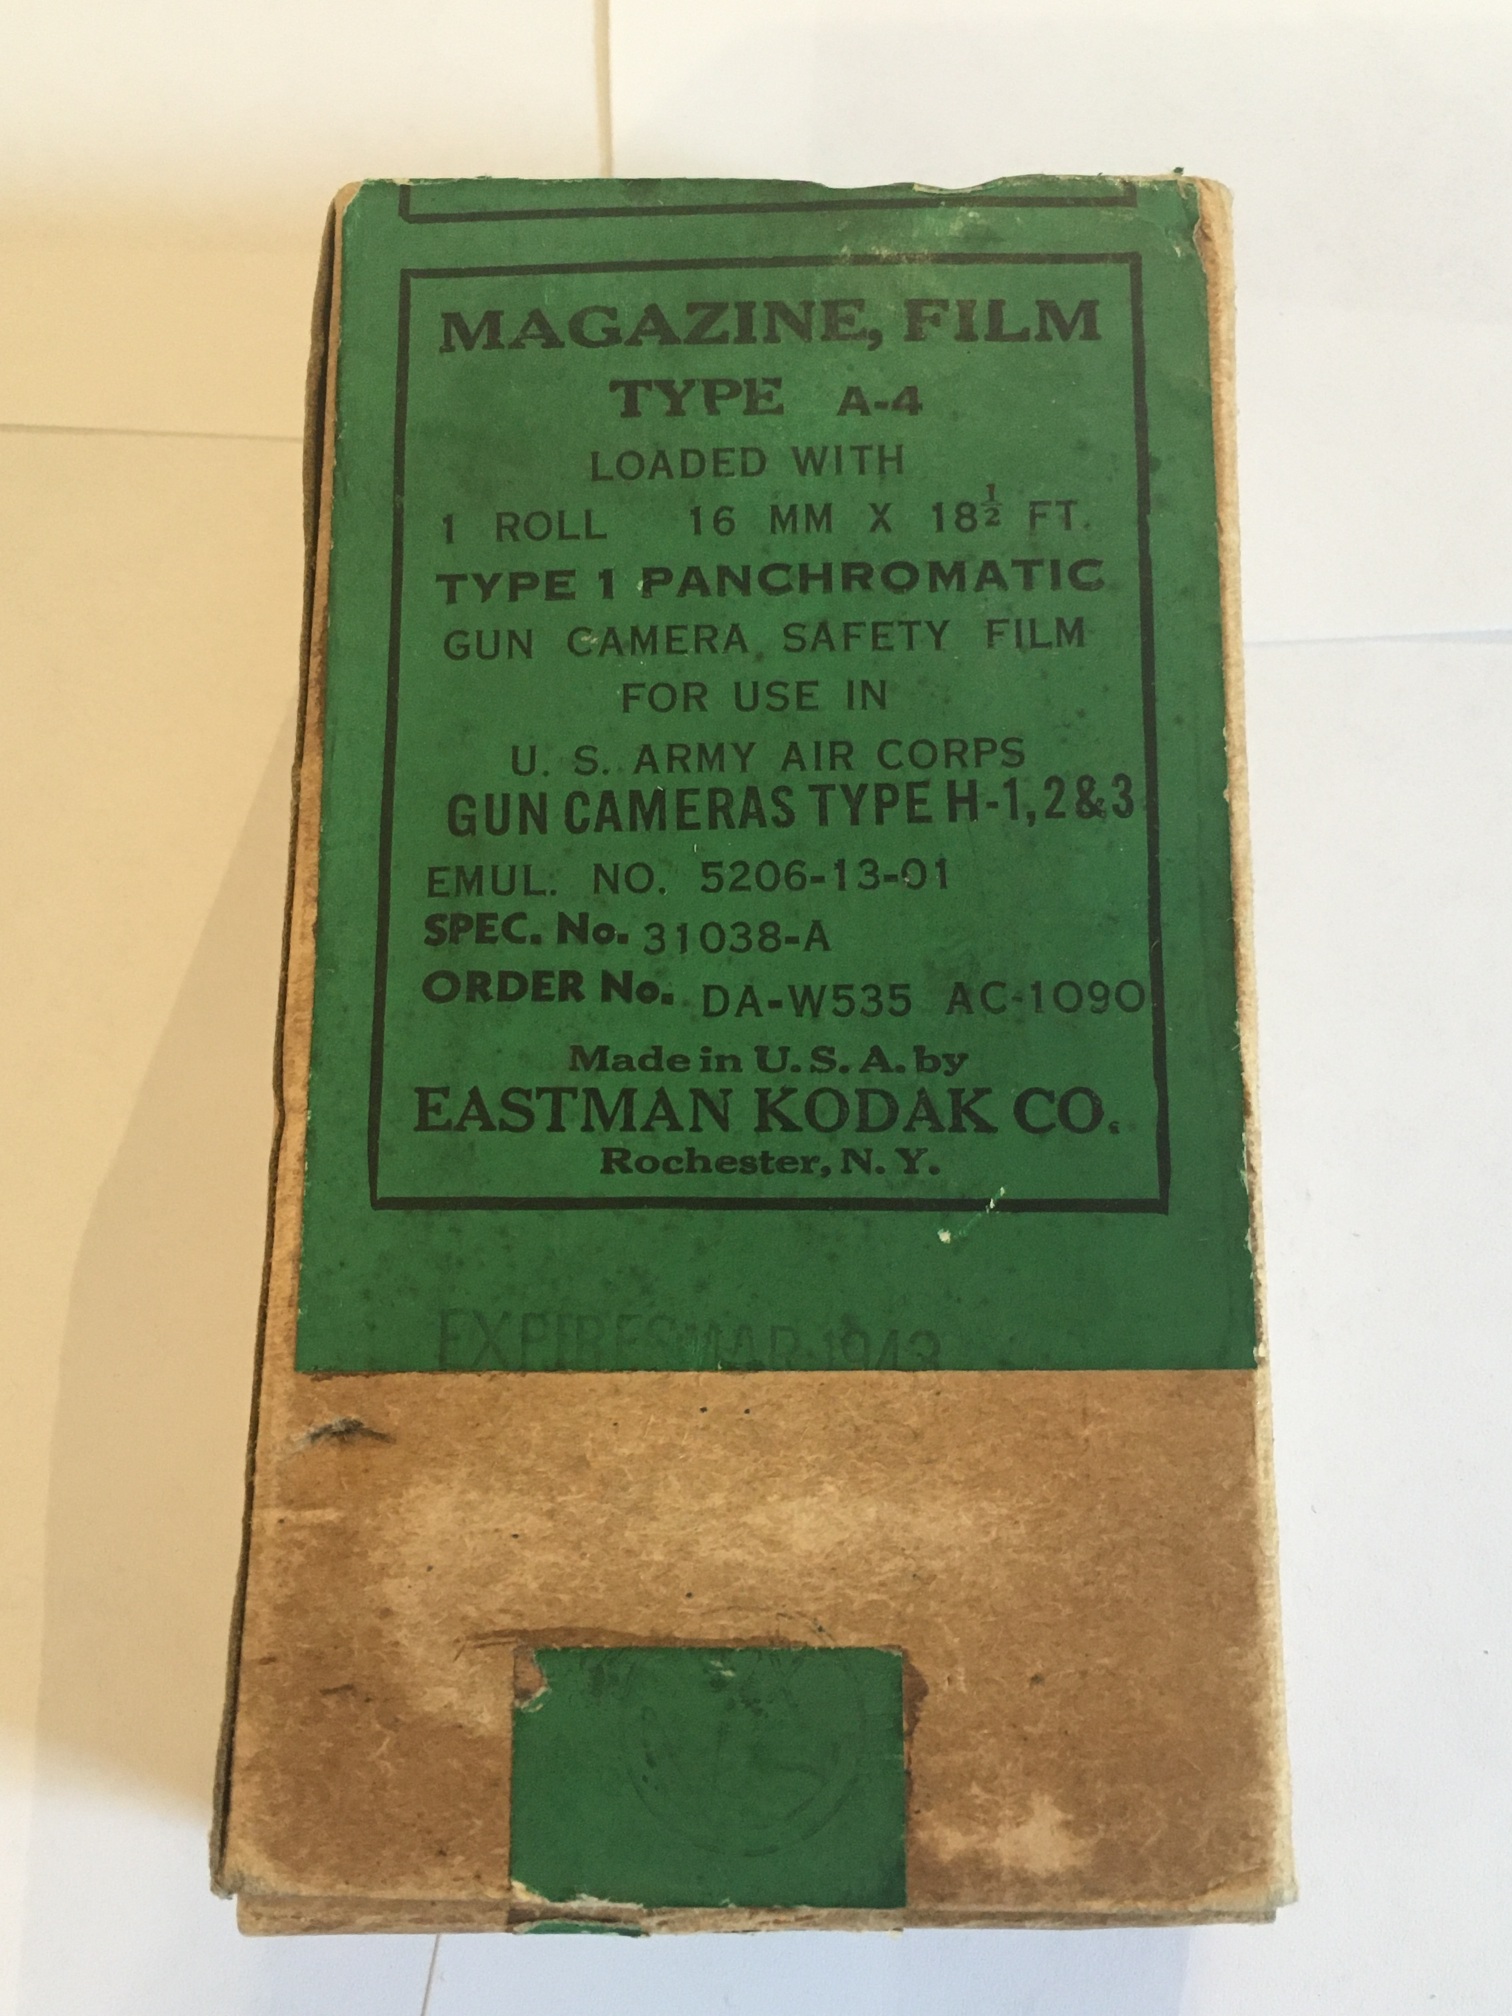 MAGAZINE, FILM
TYPE A-4
LOADED WITH
1 ROLL 16 MM X 18½ FT.
TYPE 1 PANCHROMATIC
GUN CAMERA SAFETY FILM
FOR USE IN
U. S. ARMY AIR CORPS
GUN CAMERAS TYPE H-1, 2 & 3
EMUL. NO. 5206-13-01
SPEC. No. 31038-A
ORDER No. DA-W535 AC-1090
Made in U. S. A. by
EASTMAN KODAK CO.
Rochester, N. Y.
EXPIRES MAR 1943